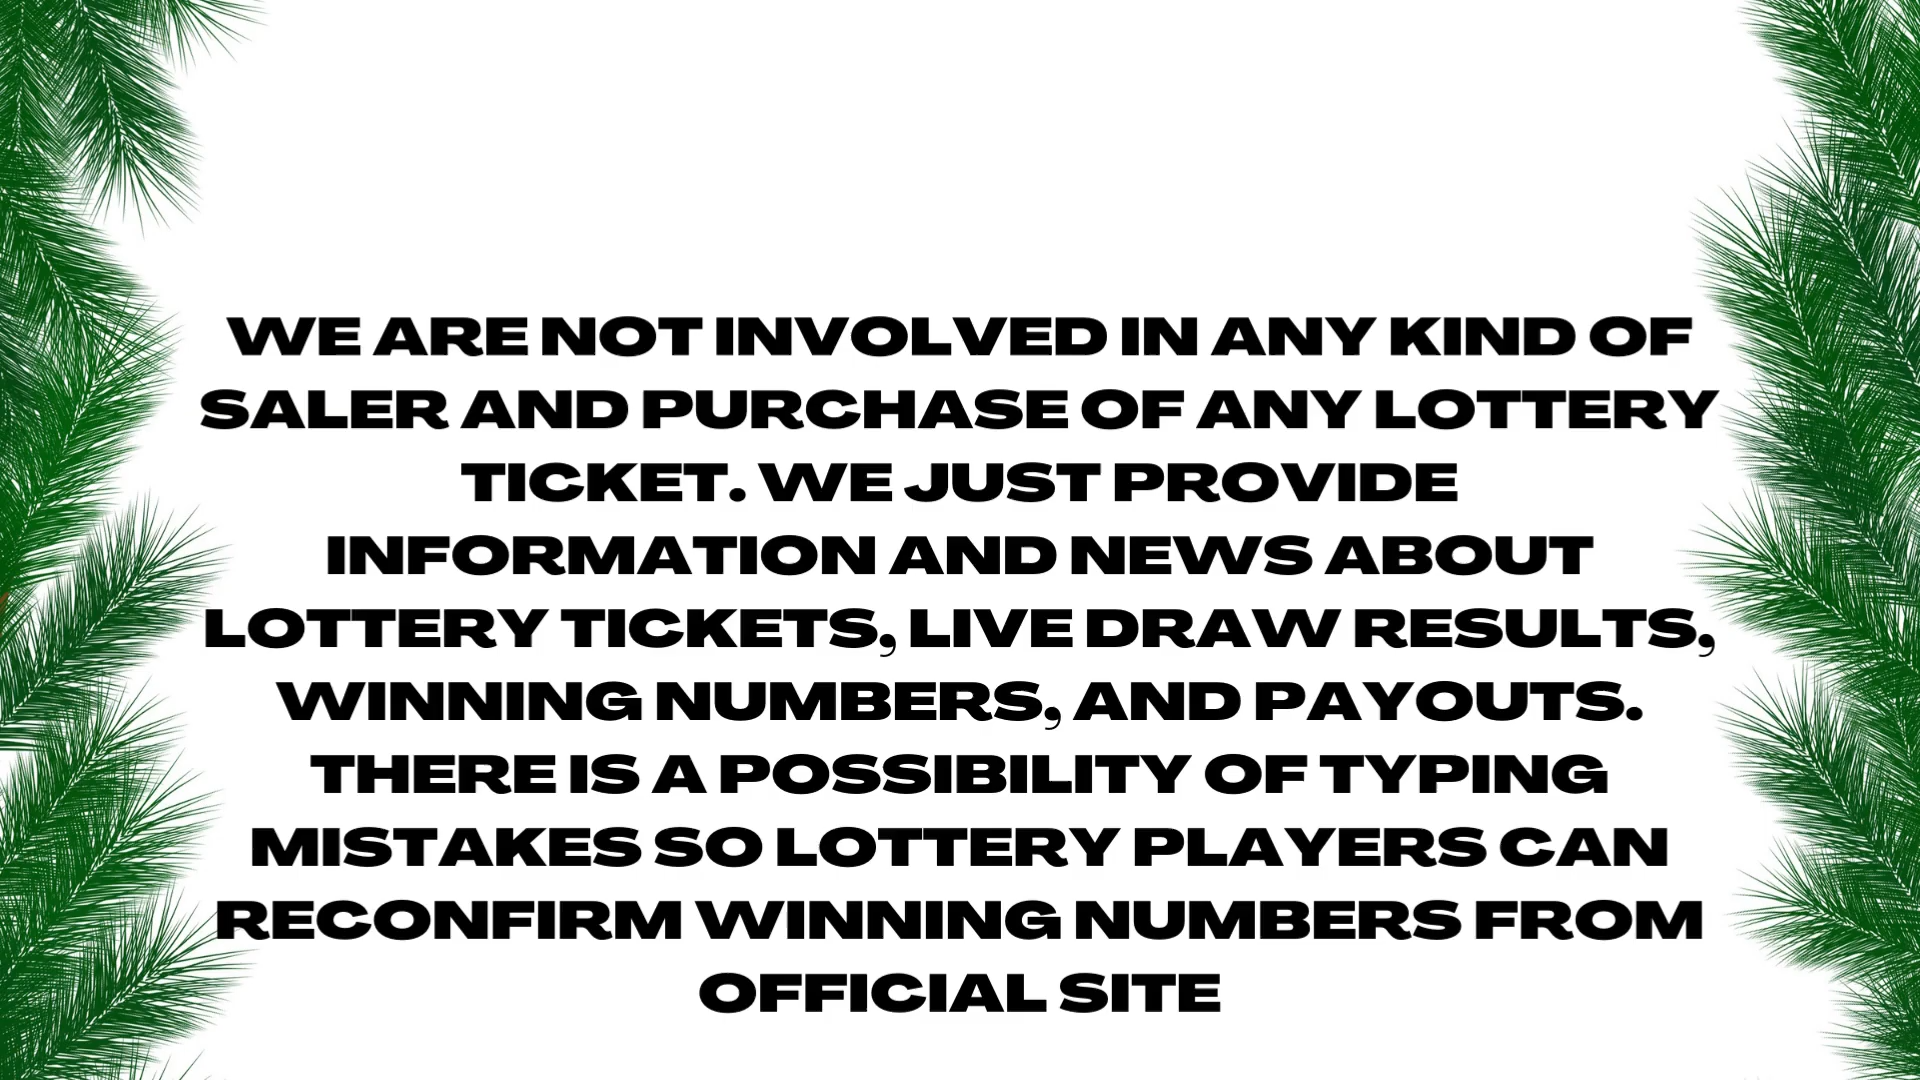 WE ARE NOT INVOLVED IN ANY KIND OF
SALER AND PURCHASE OF ANY LOTTERY
TICKET. WE JUST PROVIDE
INFORMATION AND NEWS ABOUT
LOTTERY TICKETS, LIVE DRAW RESULTS,
WINNING NUMBERS, AND PAYOUTS.
THERE IS A POSSIBILITY OF TYPING
MISTAKES SO LOTTERY PLAYERS CAN
RECONFIRM WINNING NUMBERS FROM
OFFICIAL SITE